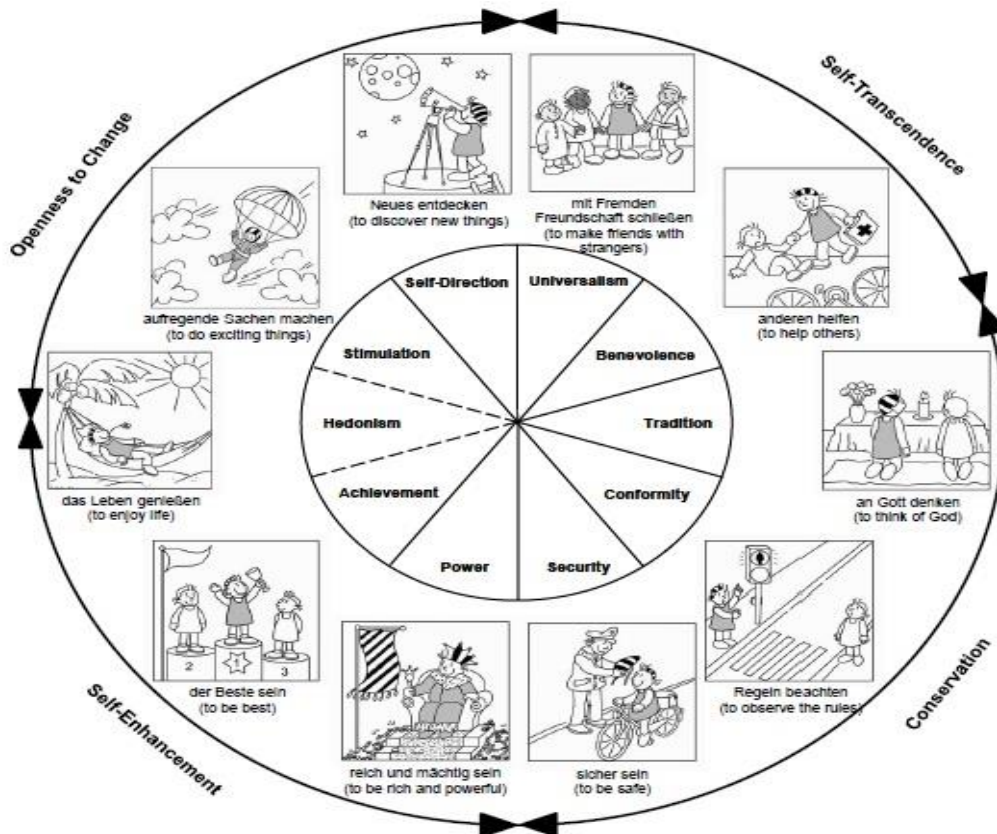 Openness to Change
Self-Transcendence
Neues entdecken
(to discover new things)
mit Fremden
Freundschaft schließen
(to make friends with
strangers)
aufregende Sachen machen
(to do exciting things)
anderen helfen
(to help others)
Self-Direction
Universalism
Stimulation
Benevolence
Hedonism
Tradition
Achievement
Conformity
Power
Security
das Leben genießen
(to enjoy life)
an Gott denken
(to think of God)
2
1
3
der Beste sein
(to be best)
Regeln beachten
(to observe the rules)
reich und mächtig sein
(to be rich and powerful)
sicher sein
(to be safe)
Self-Enhancement
Conservation